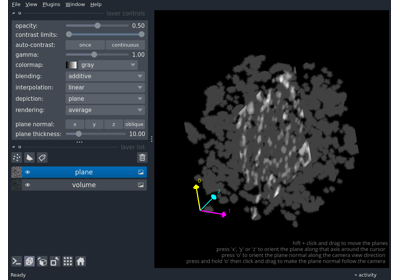 File View Plugins Window Help
layer controls
opacity: 0.50
contrast limits:
auto-contrast: once continuous
gamma: 1.00
colormap: gray
blending: additive
interpolation: linear
depiction: plane
rendering: average
plane normal: x y z oblique
plane thickness: 10.00
layer list
plane
volume
shift + click and drag to move the planes
press 'x', 'y' or 'z' to orient the plane along that axis around the cursor
press 'o' to orient the plane normal along the camera view direction
press and hold 'o' then click and drag to make the plane normal follow the camera
Ready
activity